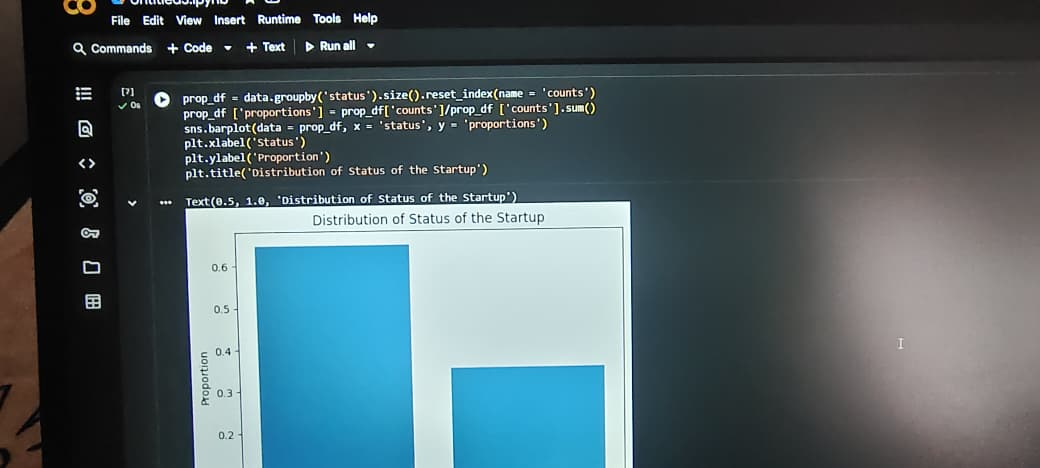 File Edit View Insert Runtime Tools Help
Commands + Code + Text Run all
[7]
0s
prop_df = data.groupby('status').size().reset_index(name = 'counts')
prop_df ['proportions'] = prop_df['counts']/prop_df ['counts'].sum()
sns.barplot(data = prop_df, x = 'status', y = 'proportions')
plt.xlabel('Status')
plt.ylabel('Proportion')
plt.title('Distribution of Status of the Startup')
... Text(0.5, 1.0, 'Distribution of Status of the Startup')
Distribution of Status of the Startup
0.6
0.5
0.4
0.3
0.2
Proportion